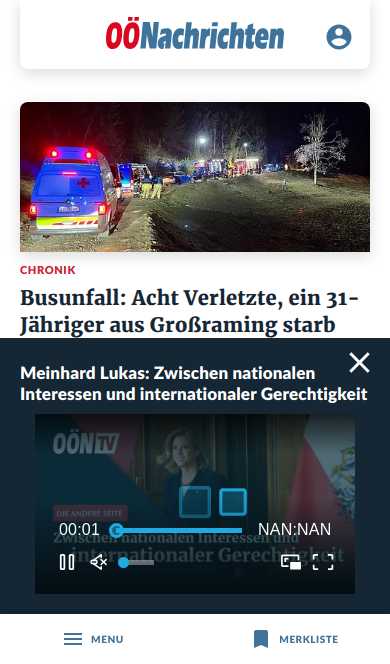 OÖNachrichten
CHRONIK
Busunfall: Acht Verletzte, ein 31-
Jähriger aus Großraming starb
Meinhard Lukas: Zwischen nationalen
Interessen und internationaler Gerechtigkeit
OÖN TV
DIE ANDERE SEITE
00:01
NAN:NAN
Zwischen nationalen Interessen und
internationaler Gerechtigkeit
MENU
MERKLISTE